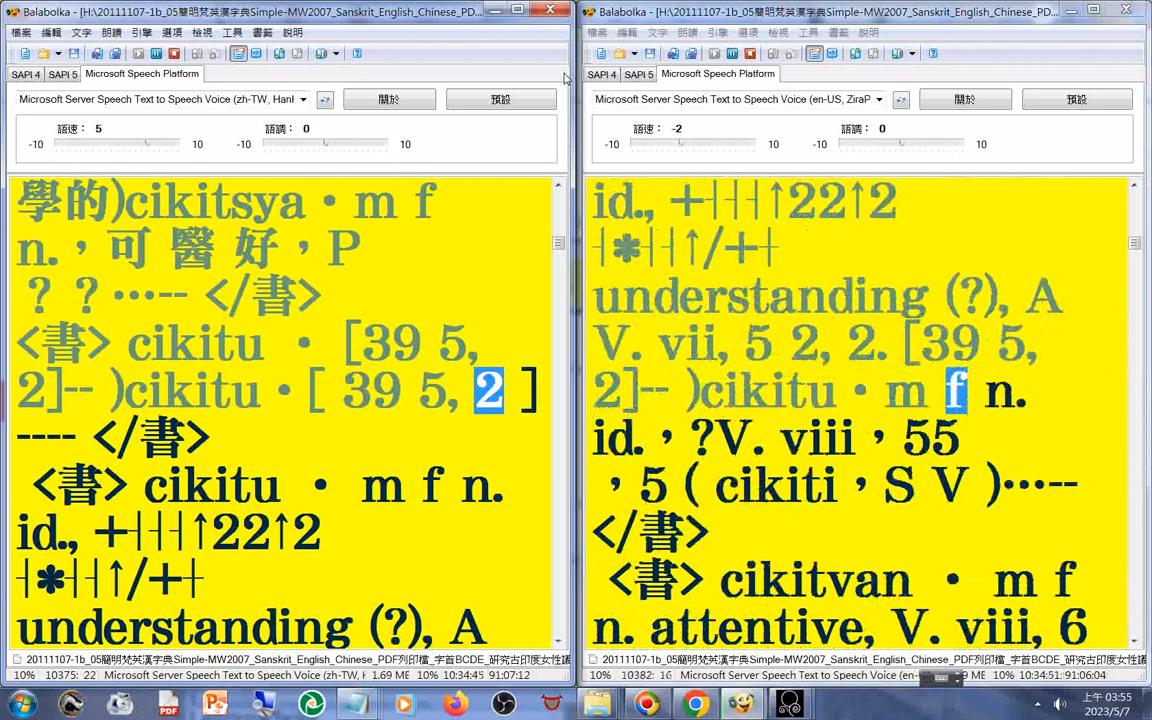 Balabolka - [H:\20111107-1b_05簡明梵英漢字典Simple-MW2007_Sanskrit_English_Chinese_PD...
檔案 編輯 文字 朗讀 引擎 選項 檢視 工具 書籤 說明
SAPI 4 SAPI 5 Microsoft Speech Platform
Microsoft Server Speech Text to Speech Voice (zh-TW, Hanl
關於
預設
語速： 5
語調： 0
-10 10 -10 10
學的)cikitsya・m f
n.，可 醫 好，P
？？…-- </書>
<書> cikitu ・ [39 5,
2]-- )cikitu・[ 39 5, 2 ]
---- </書>
<書> cikitu ・ m f n.
id., +┤┤┤↑22↑2
┤✽┤┤↑/+┤
understanding (?), A
20111107-1b_05簡明梵英漢字典Simple-MW2007_Sanskrit_English_Chinese_PDF列印檔_字首BCDE_研究古印度女性議
10% 10375: 22 Microsoft Server Speech Text to Speech Voice (zh-TW, 1.69 MB 10% 10:34:45 91:07:12
Balabolka - [H:\20111107-1b_05簡明梵英漢字典Simple-MW2007_Sanskrit_English_Chinese_PD...
檔案 編輯 文字 朗讀 引擎 選項 檢視 工具 書籤 說明
SAPI 4 SAPI 5 Microsoft Speech Platform
Microsoft Server Speech Text to Speech Voice (en-US, ZiraP
關於
預設
語速： -2
語調： 0
-10 10 -10 10
id., +┤┤┤↑22↑2
┤✽┤┤↑/+┤
understanding (?), A
V. vii, 5 2, 2. [39 5,
2]-- )cikitu・m f n.
id.，?V. viii，55
，5 ( cikiti，S V )…--
</書>
<書> cikitvan ・ m f
n. attentive, V. viii, 6
20111107-1b_05簡明梵英漢字典Simple-MW2007_Sanskrit_English_Chinese_PDF列印檔_字首BCDE_研究古印度女性議
10% 10382: 16 Microsoft Server Speech Text to Speech Voice (en-US, MB 10% 10:34:51 91:06:04
PDF
上午 03:55
2023/5/7